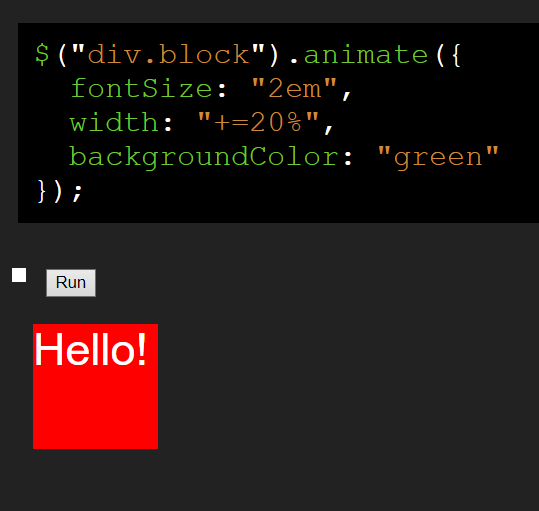 $("div.block").animate({
  fontSize: "2em",
  width: "+=20%",
  backgroundColor: "green"
});
Run
Hello!